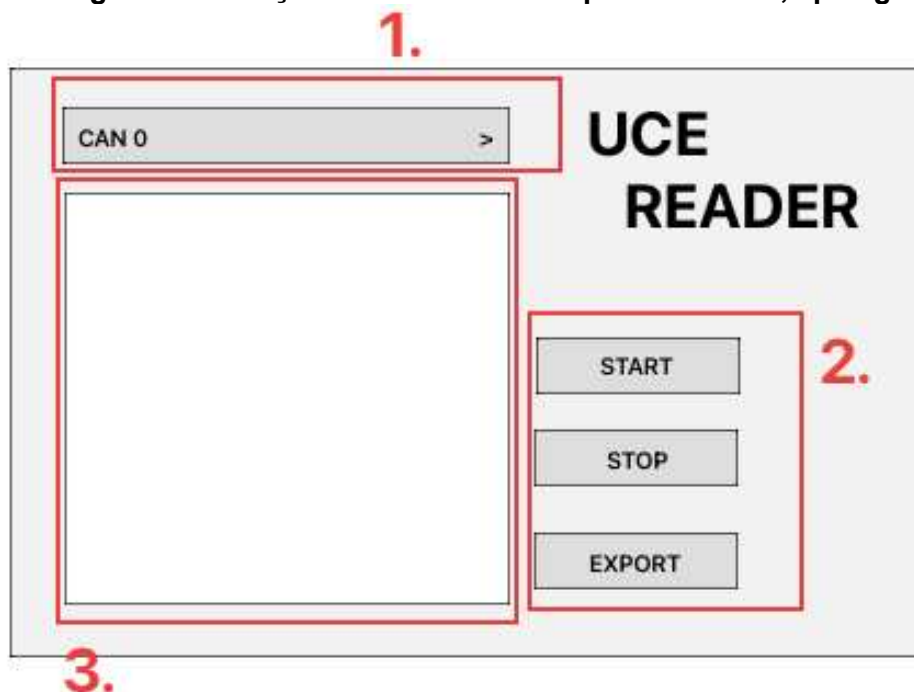 1.
CAN 0 >
UCE
READER
START
2.
STOP
EXPORT
3.